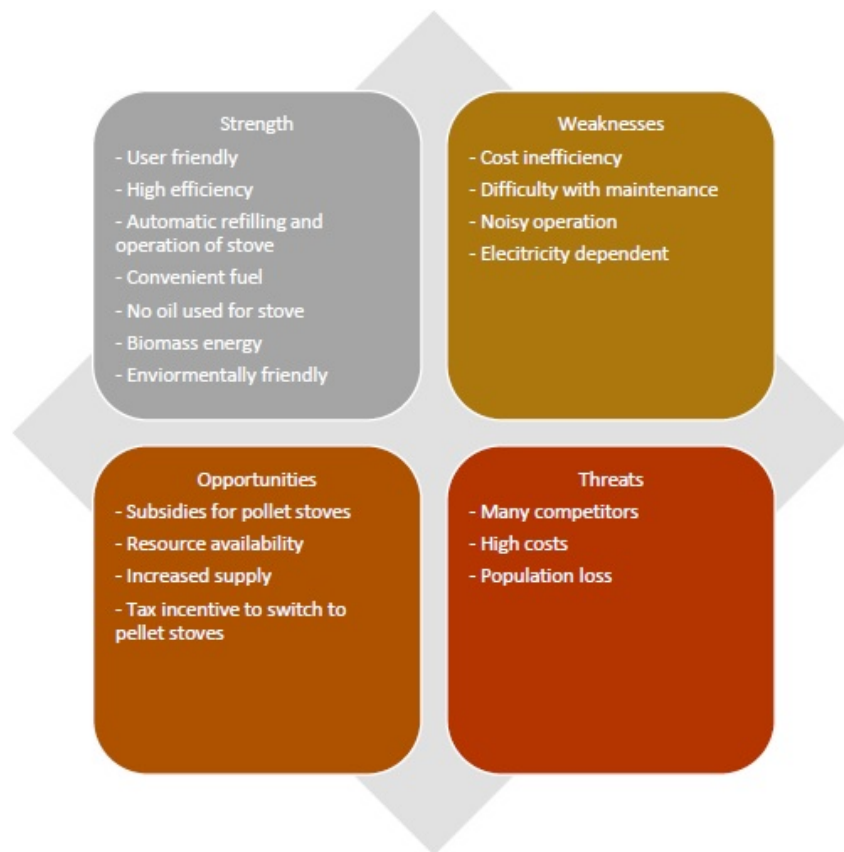 Strength
- User friendly
- High efficiency
- Automatic refilling and
operation of stove
- Convenient fuel
- No oil used for stove
- Biomass energy
- Enviormentally friendly
Weaknesses
- Cost inefficiency
- Difficulty with maintenance
- Noisy operation
- Elecitricity dependent
Opportunities
- Subsidies for pollet stoves
- Resource availability
- Increased supply
- Tax incentive to switch to
pellet stoves
Threats
- Many competitors
- High costs
- Population loss